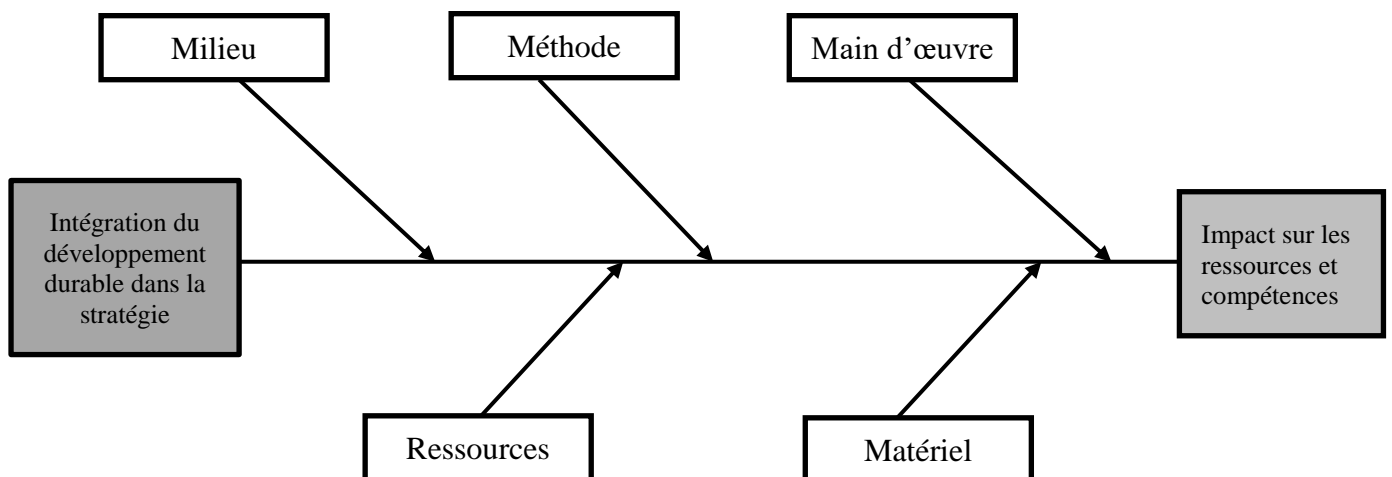 Milieu
Méthode
Main d’œuvre
Intégration du
développement
durable dans la
stratégie
Impact sur les
ressources et
compétences
Ressources
Matériel